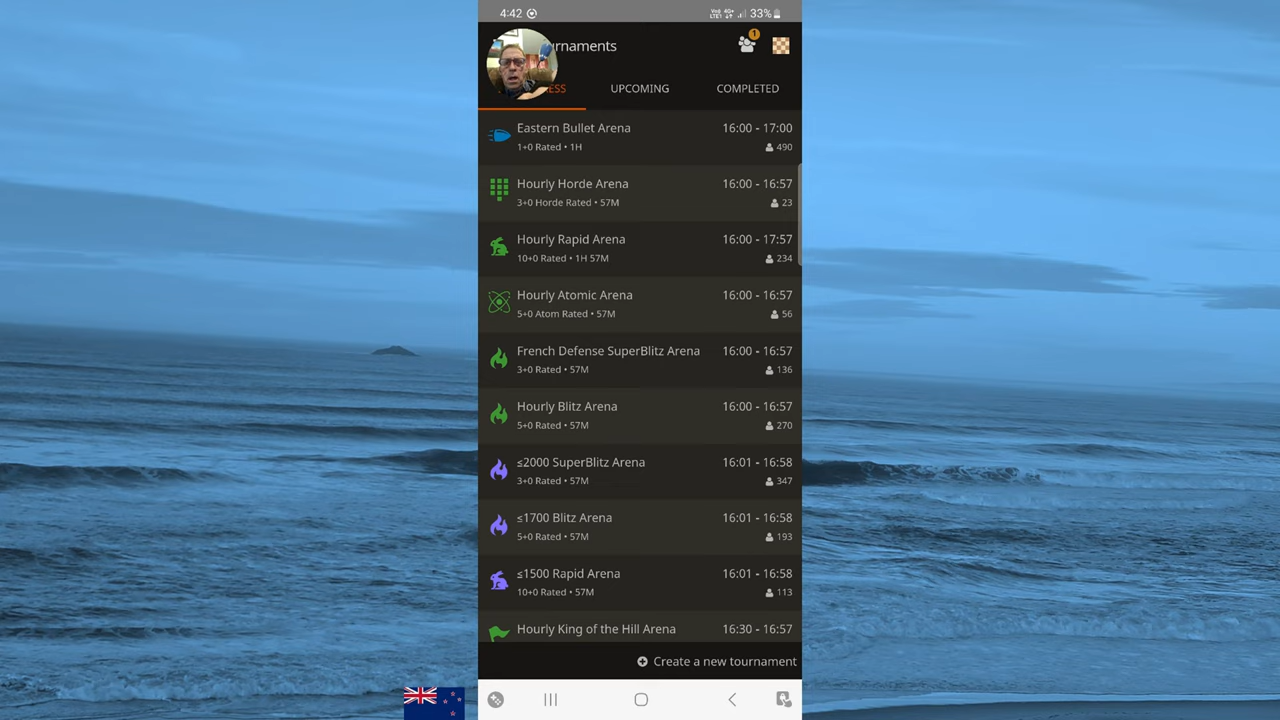 4:42
Vo) 4G+ LTE1 33%
urnaments
1
ESS UPCOMING COMPLETED
Eastern Bullet Arena 16:00 - 17:00
1+0 Rated • 1H 490
Hourly Horde Arena 16:00 - 16:57
3+0 Horde Rated • 57M 23
Hourly Rapid Arena 16:00 - 17:57
10+0 Rated • 1H 57M 234
Hourly Atomic Arena 16:00 - 16:57
5+0 Atom Rated • 57M 56
French Defense SuperBlitz Arena 16:00 - 16:57
3+0 Rated • 57M 136
Hourly Blitz Arena 16:00 - 16:57
5+0 Rated • 57M 270
≤2000 SuperBlitz Arena 16:01 - 16:58
3+0 Rated • 57M 347
≤1700 Blitz Arena 16:01 - 16:58
5+0 Rated • 57M 193
≤1500 Rapid Arena 16:01 - 16:58
10+0 Rated • 57M 113
Hourly King of the Hill Arena 16:30 - 16:57
Create a new tournament